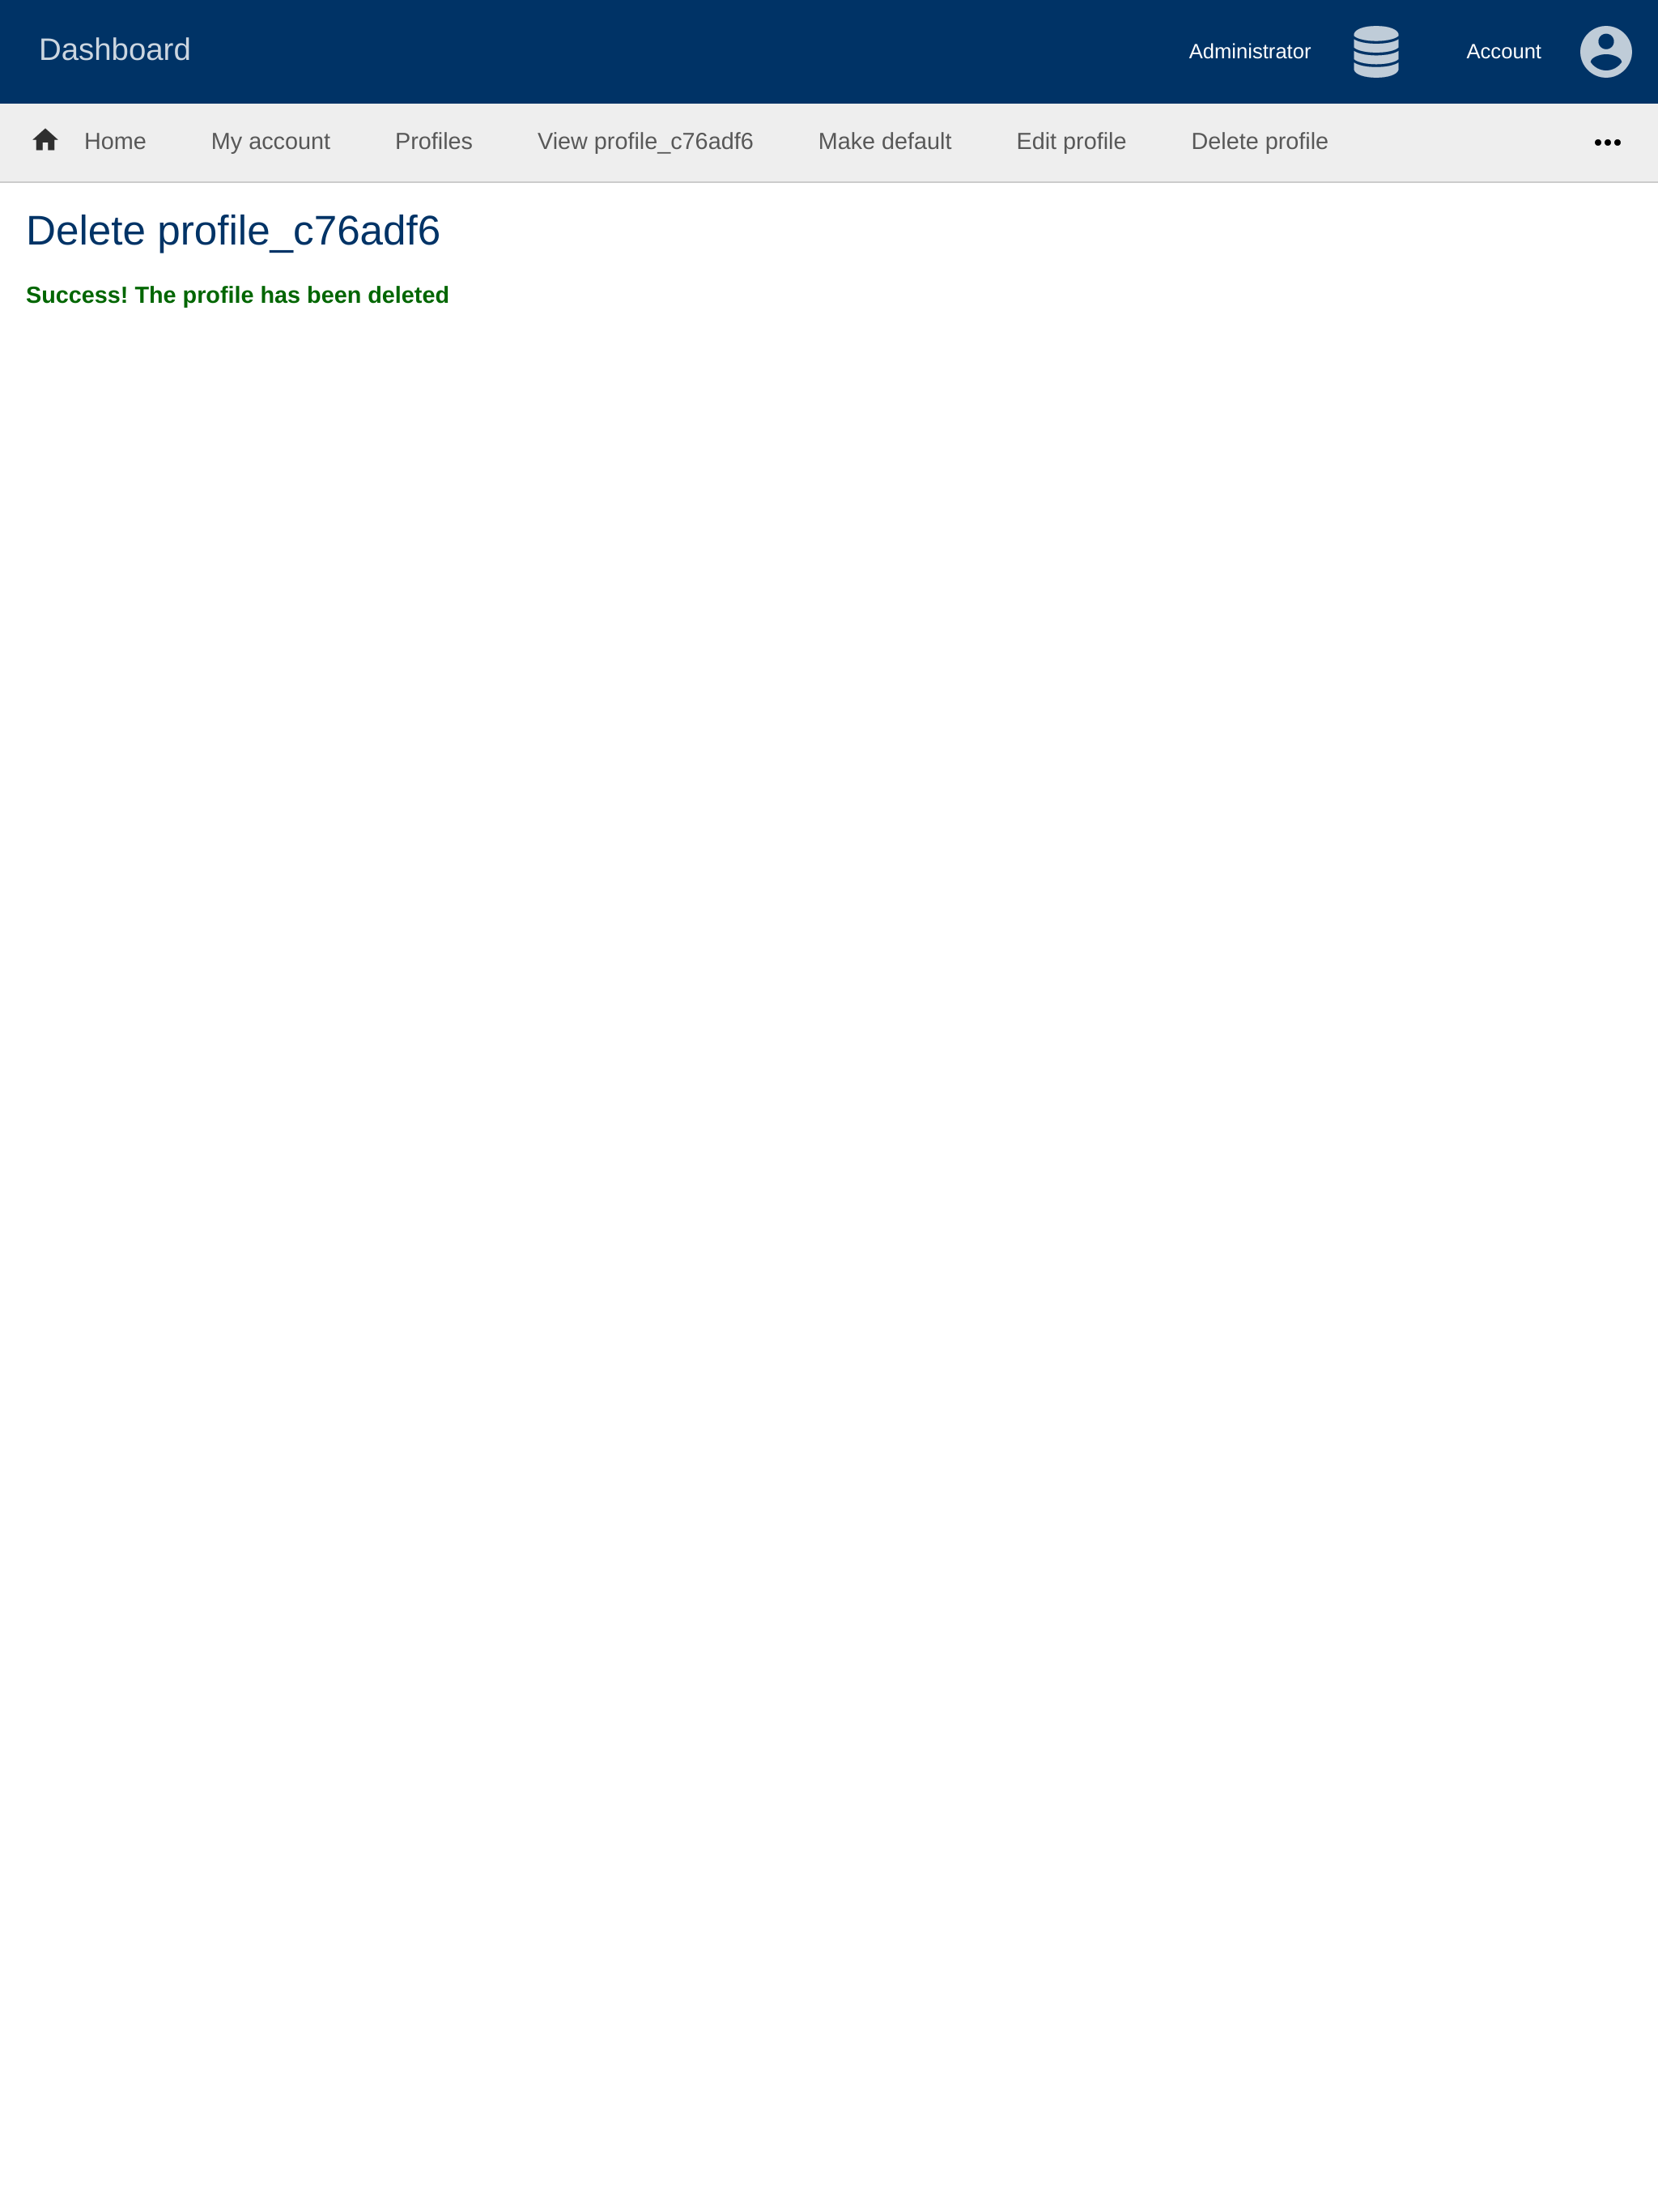 Dashboard Administrator Account
Home My account Profiles View profile_c76adf6 Make default Edit profile Delete profile
Delete profile_c76adf6
Success! The profile has been deleted